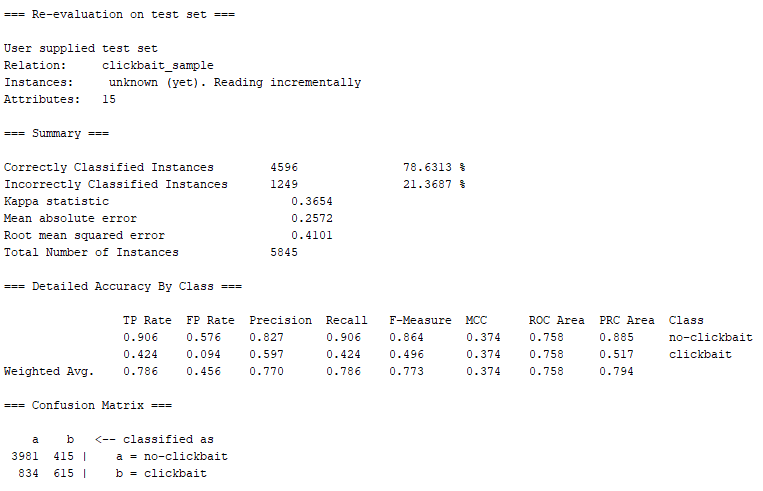 === Re-evaluation on test set ===
User supplied test set
Relation:     clickbait_sample
Instances:     unknown (yet). Reading incrementally
Attributes:   15
=== Summary ===
Correctly Classified Instances        4596               78.6313 %
Incorrectly Classified Instances      1249               21.3687 %
Kappa statistic                          0.3654
Mean absolute error                      0.2572
Root mean squared error                  0.4101
Total Number of Instances             5845
=== Detailed Accuracy By Class ===
                 TP Rate  FP Rate  Precision  Recall   F-Measure  MCC      ROC Area  PRC Area  Class
                 0.906    0.576    0.827      0.906    0.864      0.374    0.758     0.885     no-clickbait
                 0.424    0.094    0.597      0.424    0.496      0.374    0.758     0.517     clickbait
Weighted Avg.    0.786    0.456    0.770      0.786    0.773      0.374    0.758     0.794
=== Confusion Matrix ===
    a    b   <-- classified as
 3981  415 |    a = no-clickbait
  834  615 |    b = clickbait